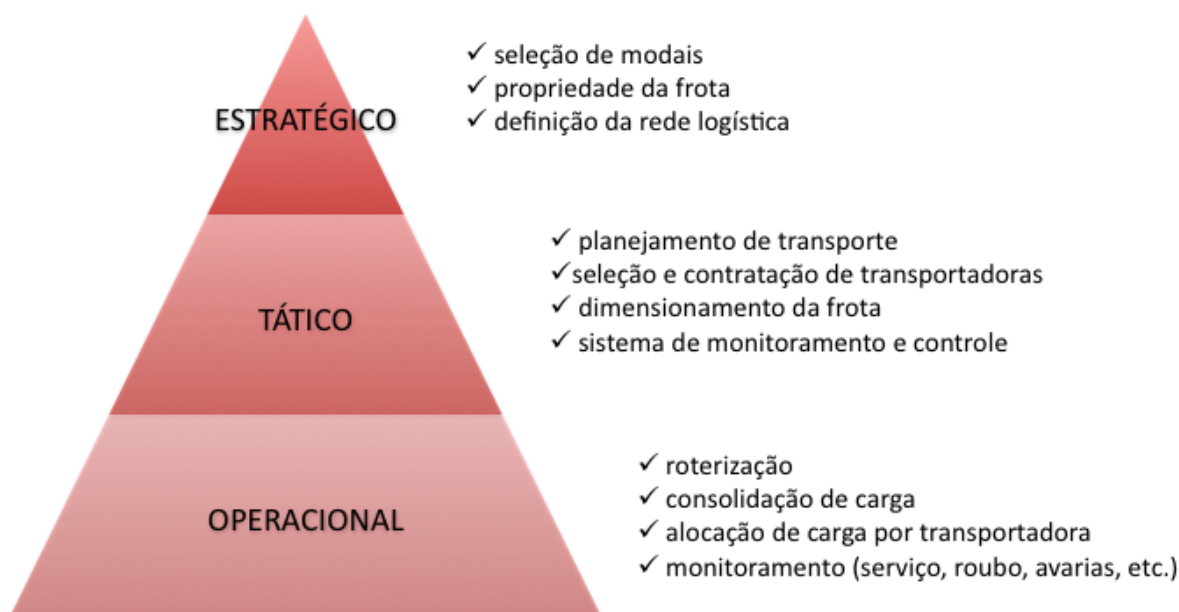 ESTRATÉGICO
✓ seleção de modais
✓ propriedade da frota
✓ definição da rede logística
TÁTICO
✓ planejamento de transporte
✓seleção e contratação de transportadoras
✓ dimensionamento da frota
✓ sistema de monitoramento e controle
OPERACIONAL
✓ roterização
✓ consolidação de carga
✓ alocação de carga por transportadora
✓ monitoramento (serviço, roubo, avarias, etc.)